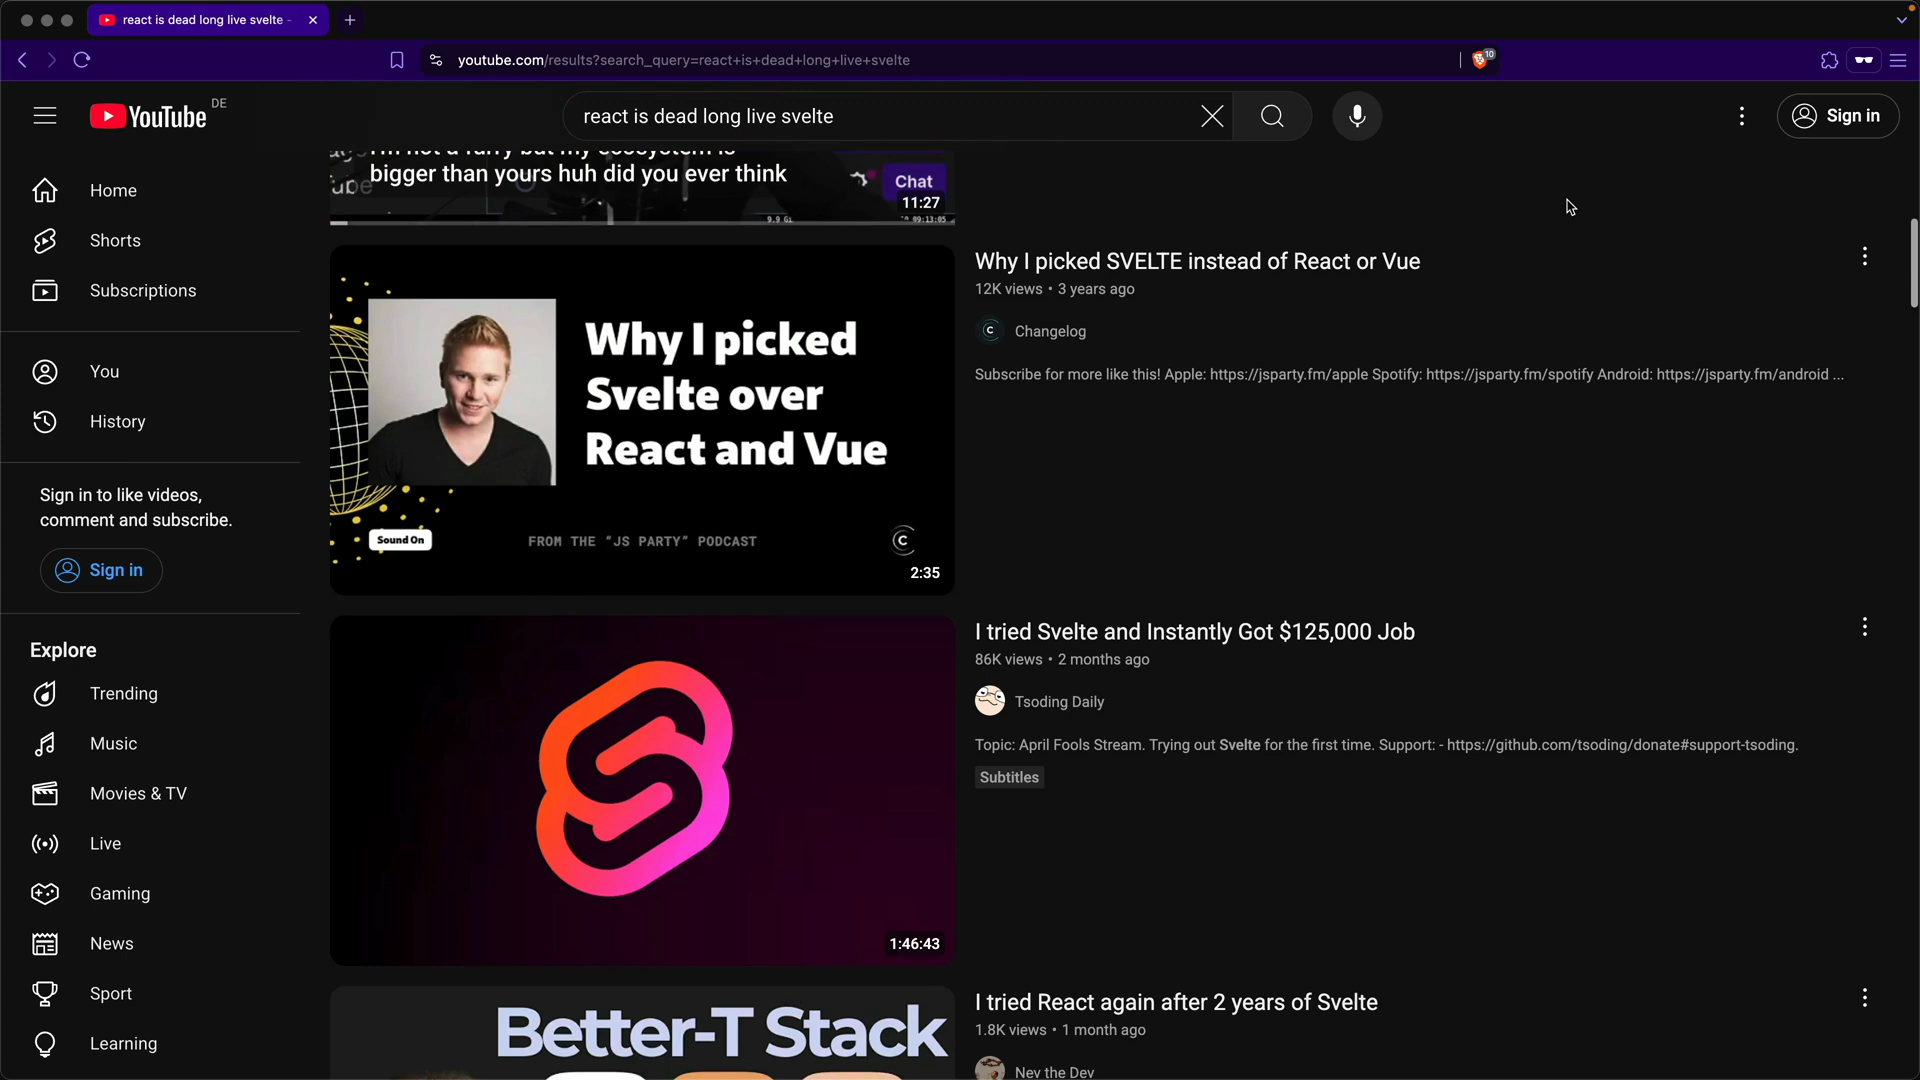 react is dead long live svelte -
youtube.com/results?search_query=react+is+dead+long+live+svelte
10
YouTube DE
react is dead long live svelte
Sign in
Home
Shorts
Subscriptions
You
History
Sign in to like videos,
comment and subscribe.
Sign in
Explore
Trending
Music
Movies & TV
Live
Gaming
News
Sport
Learning
I'm not a furry but my ecosystem is
bigger than yours huh did you ever think
Chat
11:27
Why I picked
Svelte over
React and Vue
Sound On
FROM THE “JS PARTY” PODCAST
2:35
Why I picked SVELTE instead of React or Vue
12K views • 3 years ago
Changelog
Subscribe for more like this! Apple: https://jsparty.fm/apple Spotify: https://jsparty.fm/spotify Android: https://jsparty.fm/android ...
1:46:43
I tried Svelte and Instantly Got $125,000 Job
86K views • 2 months ago
Tsoding Daily
Topic: April Fools Stream. Trying out Svelte for the first time. Support: - https://github.com/tsoding/donate#support-tsoding.
Subtitles
Better-T Stack
I tried React again after 2 years of Svelte
1.8K views • 1 month ago
Nev the Dev